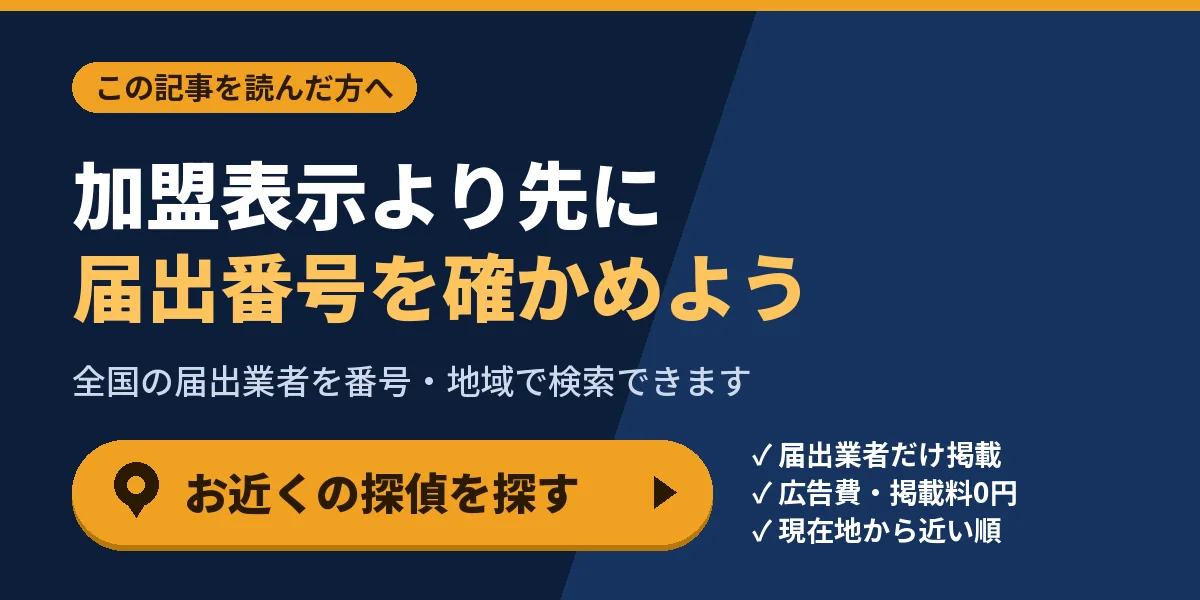 この記事を読んだ方へ
加盟表示より先に
届出番号を確かめよう
全国の届出業者を番号・地域で検索できます
お近くの探偵を探す
✓届出業者だけ掲載
✓広告費・掲載料0円
✓現在地から近い順